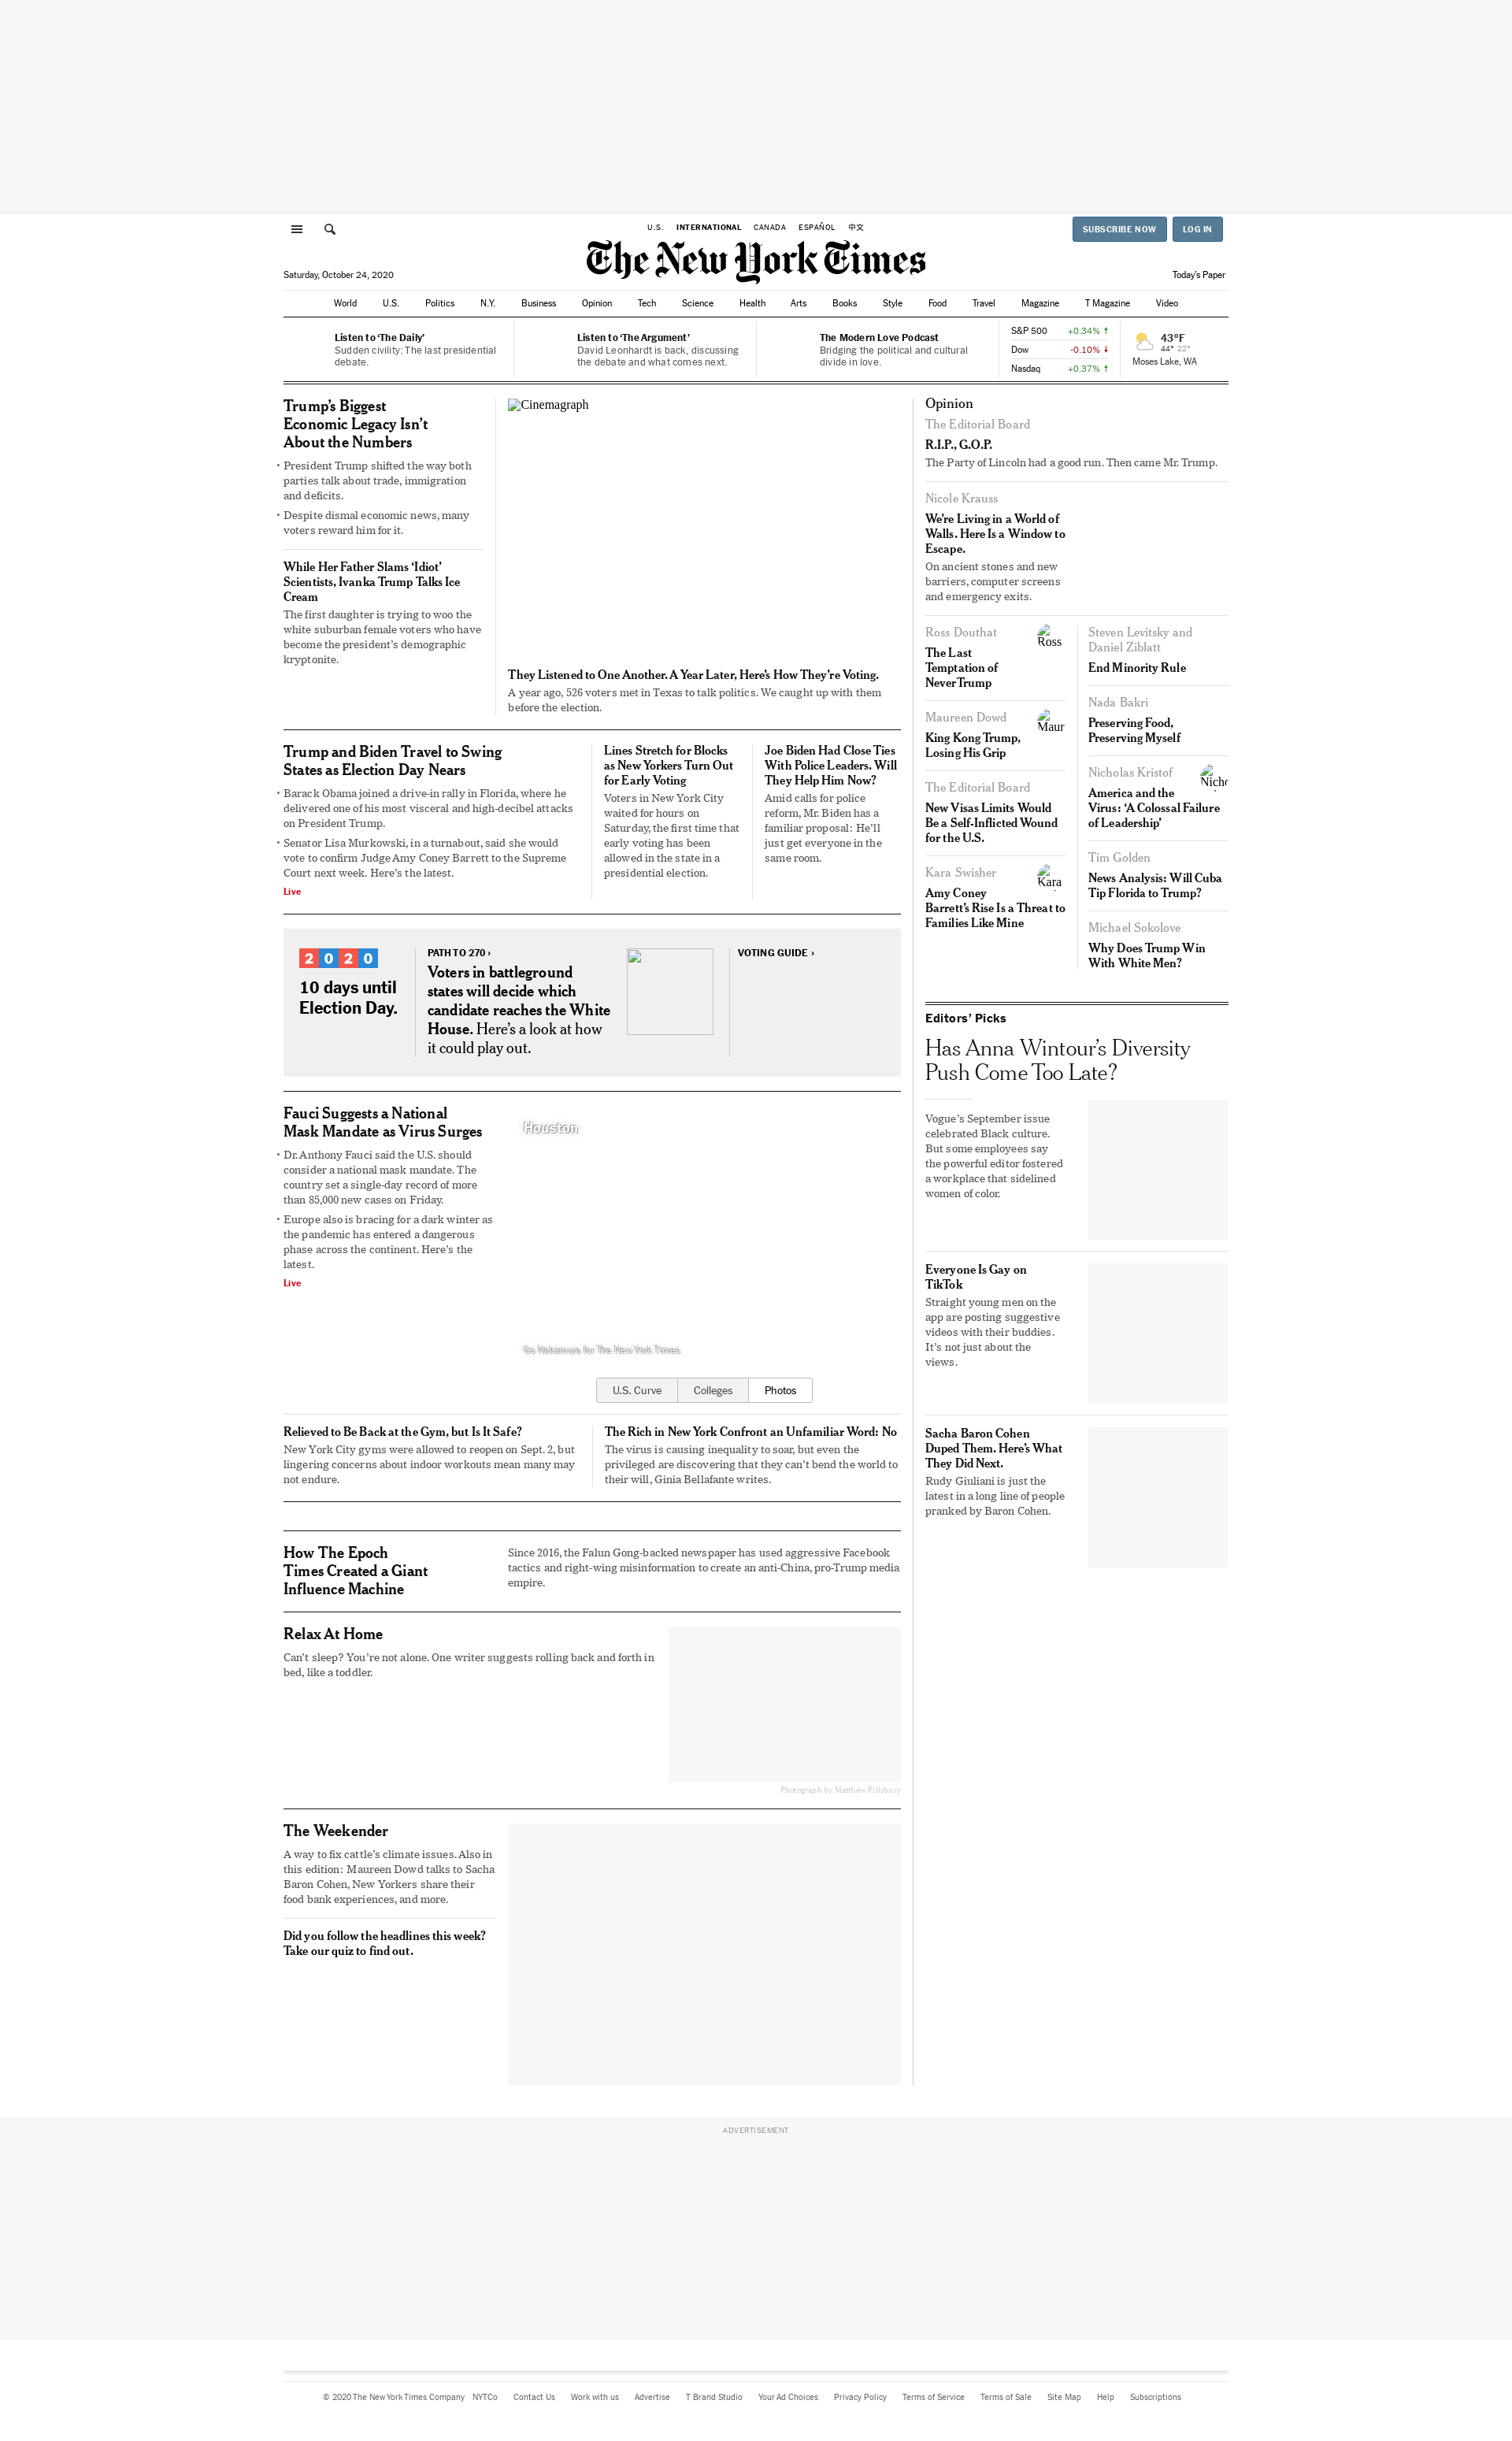 U.S. INTERNATIONAL CANADA ESPAÑOL 中文
SUBSCRIBE NOW LOG IN
The New York Times
Saturday, October 24, 2020
Today's Paper
World U.S. Politics N.Y. Business Opinion Tech Science Health Arts Books Style Food Travel Magazine T Magazine Video
Listen to ‘The Daily’
Sudden civility: The last presidential
debate.
Listen to ‘The Argument’
David Leonhardt is back, discussing
the debate and what comes next.
The Modern Love Podcast
Bridging the political and cultural
divide in love.
S&P 500 +0.34% ↑
Dow -0.10% ↓
Nasdaq +0.37% ↑
43°F
44° 22°
Moses Lake, WA
Trump’s Biggest
Economic Legacy Isn’t
About the Numbers
• President Trump shifted the way both
parties talk about trade, immigration
and deficits.
• Despite dismal economic news, many
voters reward him for it.
While Her Father Slams ‘Idiot’
Scientists, Ivanka Trump Talks Ice
Cream
The first daughter is trying to woo the
white suburban female voters who have
become the president’s demographic
kryptonite.
Cinemagraph
They Listened to One Another. A Year Later, Here’s How They’re Voting.
A year ago, 526 voters met in Texas to talk politics. We caught up with them
before the election.
Trump and Biden Travel to Swing
States as Election Day Nears
• Barack Obama joined a drive-in rally in Florida, where he
delivered one of his most visceral and high-decibel attacks
on President Trump.
• Senator Lisa Murkowski, in a turnabout, said she would
vote to confirm Judge Amy Coney Barrett to the Supreme
Court next week. Here’s the latest.
Live
Lines Stretch for Blocks
as New Yorkers Turn Out
for Early Voting
Voters in New York City
waited for hours on
Saturday, the first time that
early voting has been
allowed in the state in a
presidential election.
Joe Biden Had Close Ties
With Police Leaders. Will
They Help Him Now?
Amid calls for police
reform, Mr. Biden has a
familiar proposal: He’ll
just get everyone in the
same room.
2020
10 days until
Election Day.
PATH TO 270 ›
Voters in battleground
states will decide which
candidate reaches the White
House. Here’s a look at how
it could play out.
VOTING GUIDE ›
Fauci Suggests a National
Mask Mandate as Virus Surges
• Dr. Anthony Fauci said the U.S. should
consider a national mask mandate. The
country set a single-day record of more
than 85,000 new cases on Friday.
• Europe also is bracing for a dark winter as
the pandemic has entered a dangerous
phase across the continent. Here’s the
latest.
Live
Houston
Go Nakamura for The New York Times
U.S. Curve Colleges Photos
Relieved to Be Back at the Gym, but Is It Safe?
New York City gyms were allowed to reopen on Sept. 2, but
lingering concerns about indoor workouts mean many may
not endure.
The Rich in New York Confront an Unfamiliar Word: No
The virus is causing inequality to soar, but even the
privileged are discovering that they can’t bend the world to
their will, Ginia Bellafante writes.
How The Epoch
Times Created a Giant
Influence Machine
Since 2016, the Falun Gong-backed newspaper has used aggressive Facebook
tactics and right-wing misinformation to create an anti-China, pro-Trump media
empire.
Relax At Home
Can’t sleep? You’re not alone. One writer suggests rolling back and forth in
bed, like a toddler.
Photograph by Matthew Pillsbury
The Weekender
A way to fix cattle’s climate issues. Also in
this edition: Maureen Dowd talks to Sacha
Baron Cohen, New Yorkers share their
food bank experiences, and more.
Did you follow the headlines this week?
Take our quiz to find out.
Opinion
The Editorial Board
R.I.P., G.O.P.
The Party of Lincoln had a good run. Then came Mr. Trump.
Nicole Krauss
We’re Living in a World of
Walls. Here Is a Window to
Escape.
On ancient stones and new
barriers, computer screens
and emergency exits.
Ross Douthat
Ross
The Last
Temptation of
NeverTrump
Maureen Dowd
Maur
King Kong Trump,
Losing His Grip
The Editorial Board
New Visas Limits Would
Be a Self-Inflicted Wound
for the U.S.
Kara Swisher
Kara
Amy Coney
Barrett’s Rise Is a Threat to
Families Like Mine
Steven Levitsky and
Daniel Ziblatt
End Minority Rule
Nada Bakri
Preserving Food,
Preserving Myself
Nicholas Kristof
Nicho
America and the
Virus: ‘A Colossal Failure
of Leadership’
Tim Golden
News Analysis: Will Cuba
Tip Florida to Trump?
Michael Sokolove
Why Does Trump Win
With White Men?
Editors’ Picks
Has Anna Wintour’s Diversity
Push Come Too Late?
Vogue’s September issue
celebrated Black culture.
But some employees say
the powerful editor fostered
a workplace that sidelined
women of color.
Everyone Is Gay on
TikTok
Straight young men on the
app are posting suggestive
videos with their buddies.
It’s not just about the
views.
Sacha Baron Cohen
Duped Them. Here’s What
They Did Next.
Rudy Giuliani is just the
latest in a long line of people
pranked by Baron Cohen.
ADVERTISEMENT
© 2020 The New York Times Company NYTCo Contact Us Work with us Advertise T Brand Studio Your Ad Choices Privacy Policy Terms of Service Terms of Sale Site Map Help Subscriptions